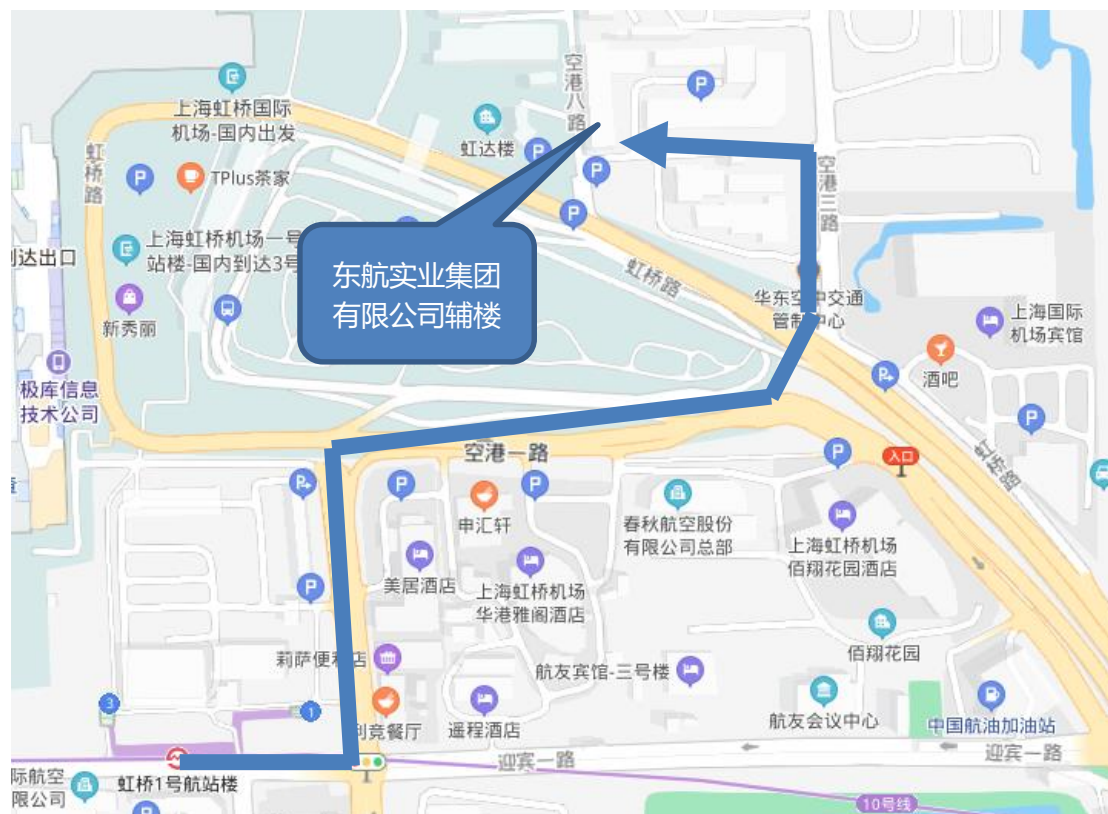 空港八路
上海虹桥国际
机场-国内出发
虹达楼
P
虹桥路
TPlus茶家
空港三路
上海虹桥机场一号
站楼-国内到达3号
到达出口
东航实业集团
有限公司辅楼
虹桥路
华东空中交通
管制中心
上海国际
机场宾馆
新秀丽
极库信息
技术公司
酒吧
空港一路
入口
虹桥路
申汇轩
春秋航空股份
有限公司总部
上海虹桥机场
佰翔花园酒店
美居酒店
上海虹桥机场
华港雅阁酒店
佰翔花园
莉萨便利店
航友宾馆-三号楼
3
1
利竞餐厅
遥程酒店
航友会议中心
中国航油加油站
迎宾一路
迎宾一路
际航空
限公司
虹桥1号航站楼
10号线